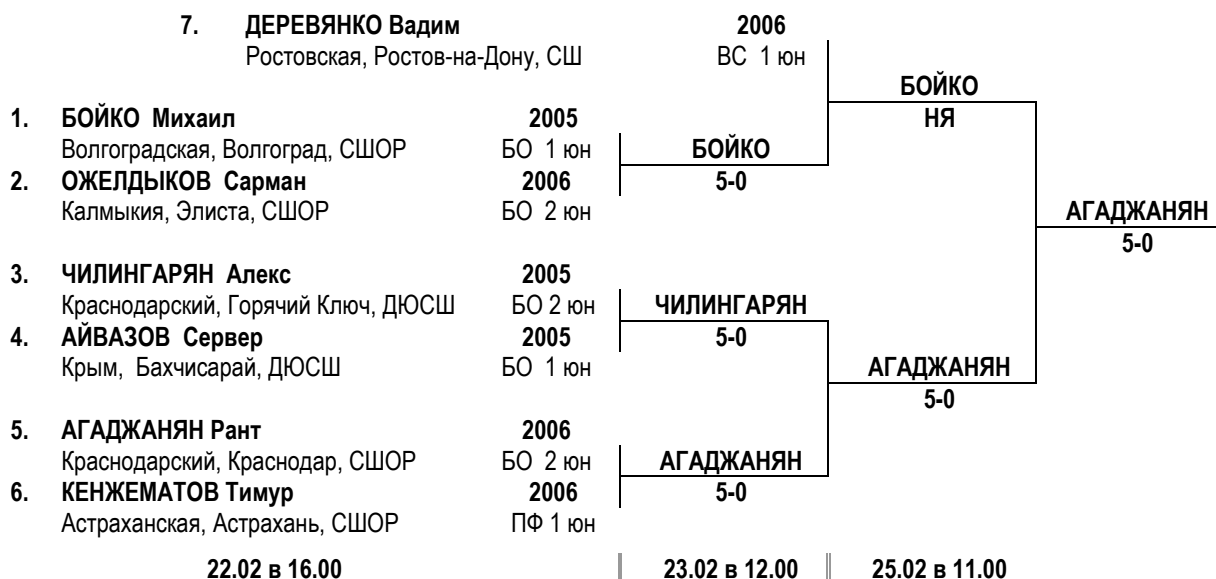 7. ДЕРЕВЯНКО Вадим 2006
Ростовская, Ростов-на-Дону, СШ ВС 1 юн
БОЙКО
1. БОЙКО Михаил 2005 НЯ
Волгоградская, Волгоград, СШОР БО 1 юн БОЙКО
2. ОЖЕЛДЫКОВ Сарман 2006 5-0
Калмыкия, Элиста, СШОР БО 2 юн АГАДЖАНЯН
5-0
3. ЧИЛИНГАРЯН Алекс 2005
Краснодарский, Горячий Ключ, ДЮСШ БО 2 юн ЧИЛИНГАРЯН
4. АЙВАЗОВ Сервер 2005 5-0
Крым, Бахчисарай, ДЮСШ БО 1 юн АГАДЖАНЯН
5-0
5. АГАДЖАНЯН Рант 2006
Краснодарский, Краснодар, СШОР БО 2 юн АГАДЖАНЯН
6. КЕНЖЕМАТОВ Тимур 2006 5-0
Астраханская, Астрахань, СШОР ПФ 1 юн
22.02 в 16.00 23.02 в 12.00 25.02 в 11.00